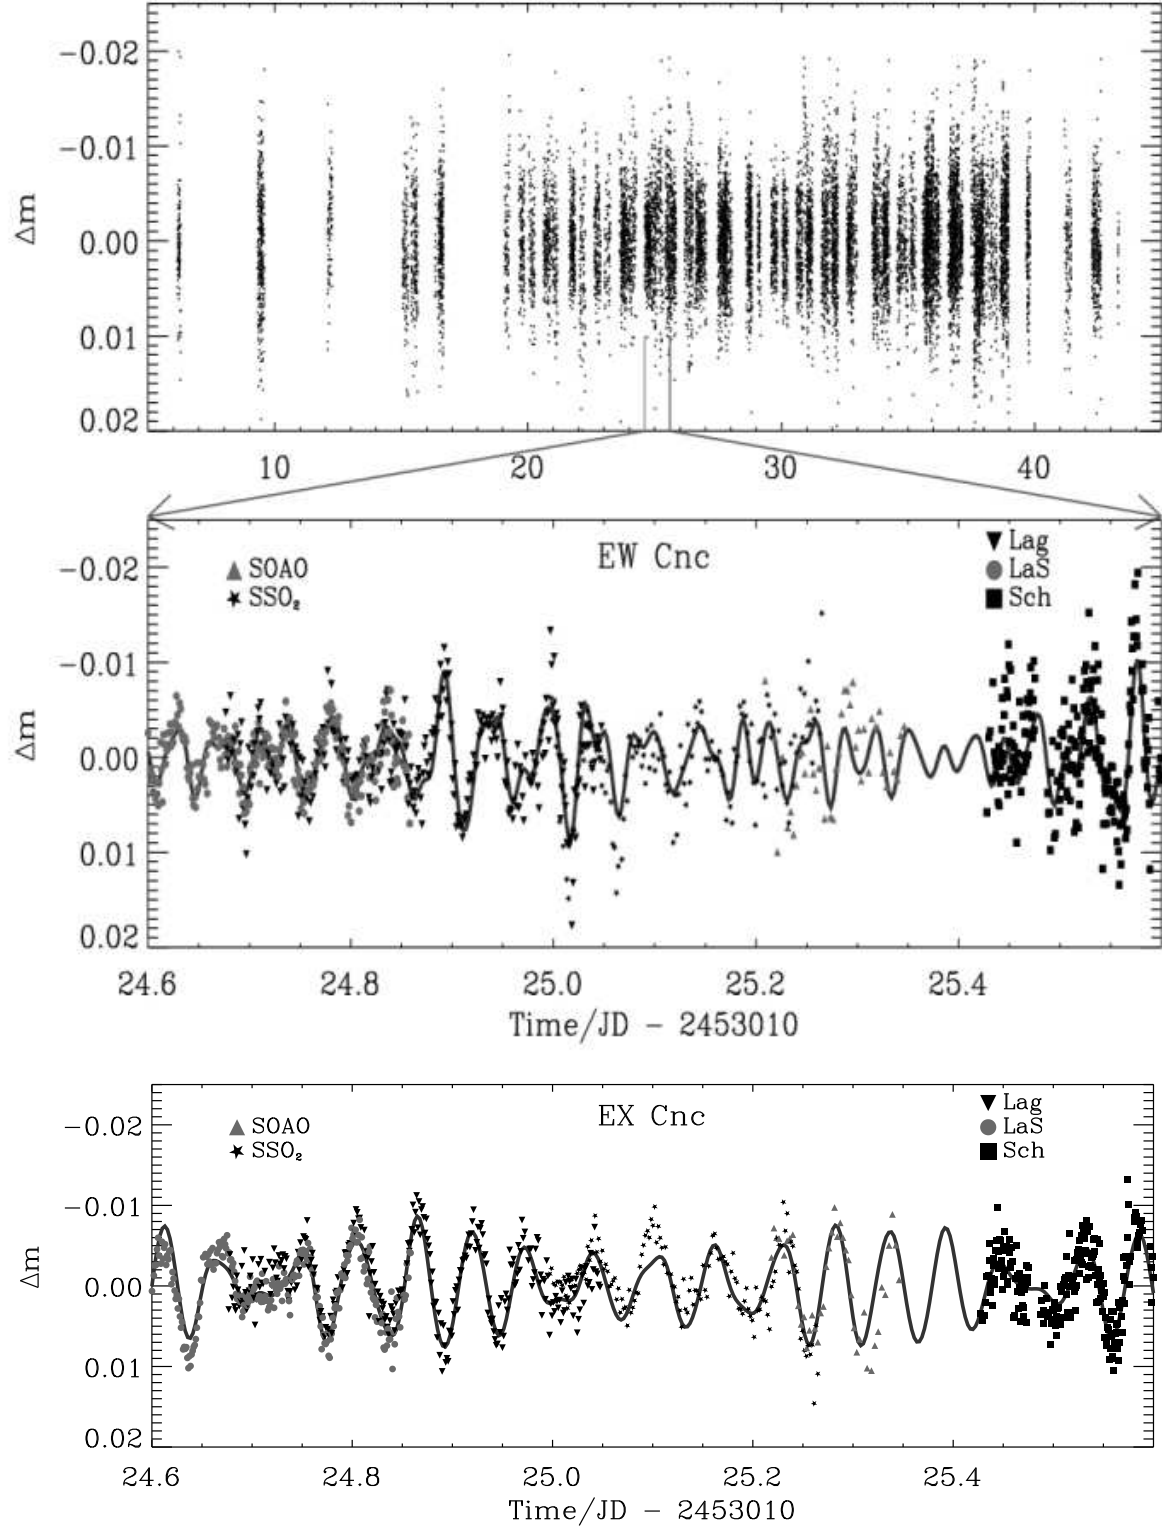 -0.02
-0.01
Δm
0.00
0.01
0.02
10 20 30 40
EW Cnc
▼ Lag
▲ SOAO
● LaS
★ SSO₂
■ Sch
-0.02
-0.01
Δm
0.00
0.01
0.02
24.6 24.8 25.0 25.2 25.4
Time/JD - 2453010
EX Cnc
▼ Lag
▲ SOAO
● LaS
★ SSO₂
■ Sch
-0.02
-0.01
Δm
0.00
0.01
0.02
24.6 24.8 25.0 25.2 25.4
Time/JD - 2453010